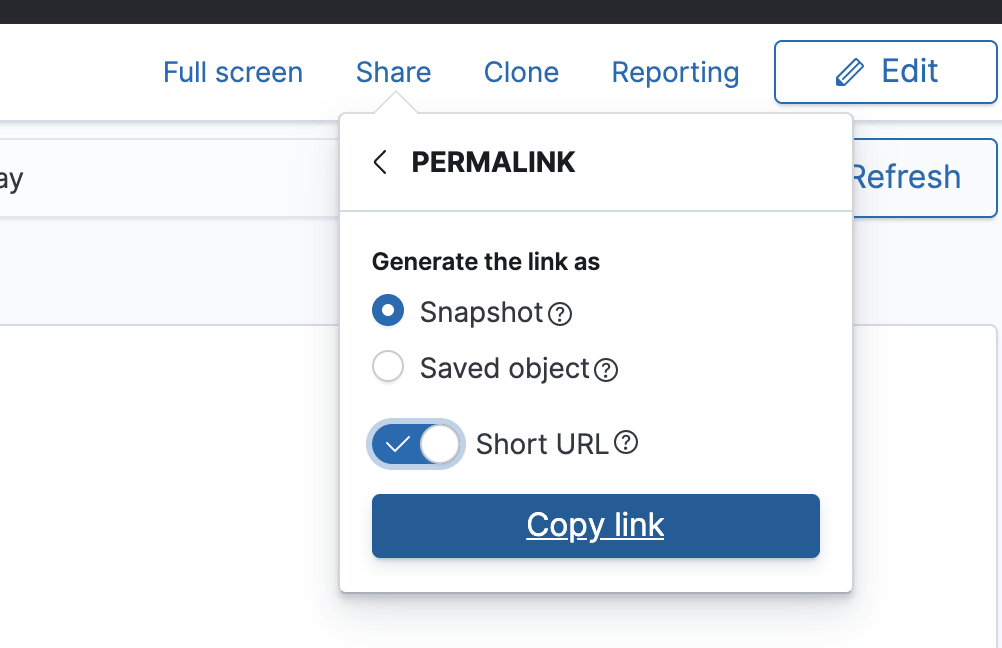 Full screen
Share
Clone
Reporting
Edit
ay
Refresh
PERMALINK
Generate the link as
Snapshot
Saved object
Short URL
Copy link